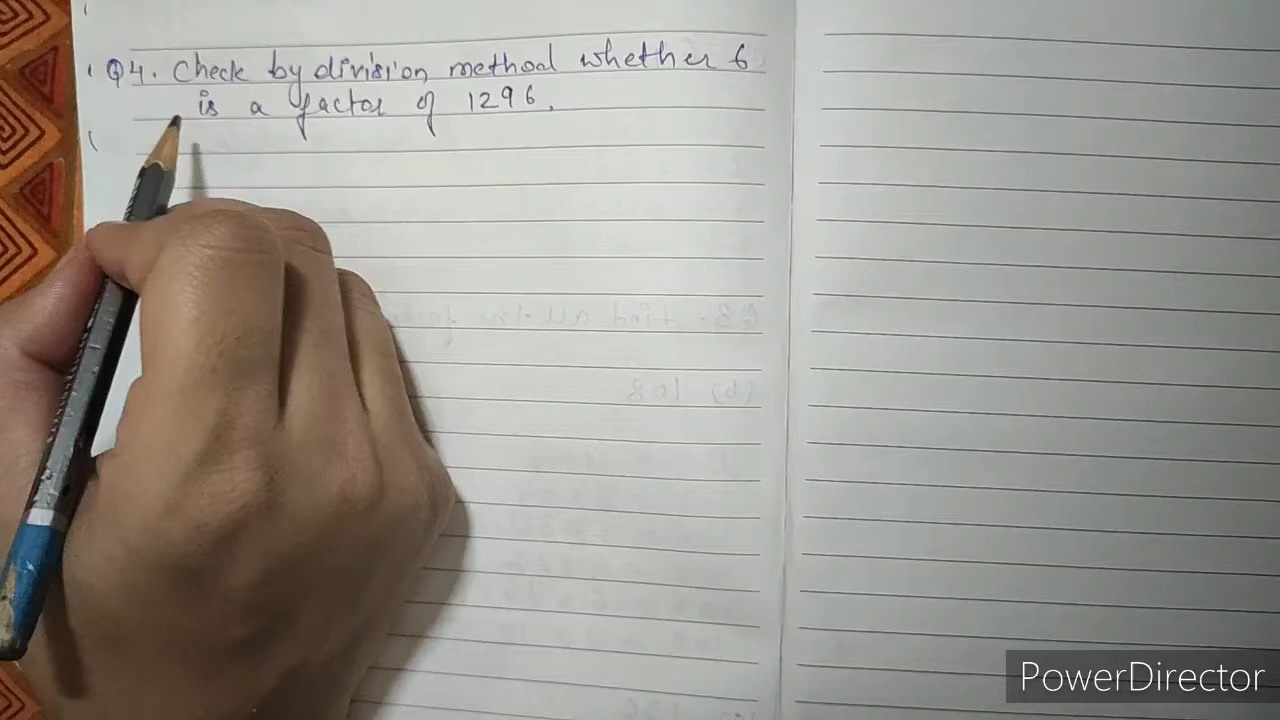 Q4. Check by division method whether 6
is a factor of 1296.
PowerDirector